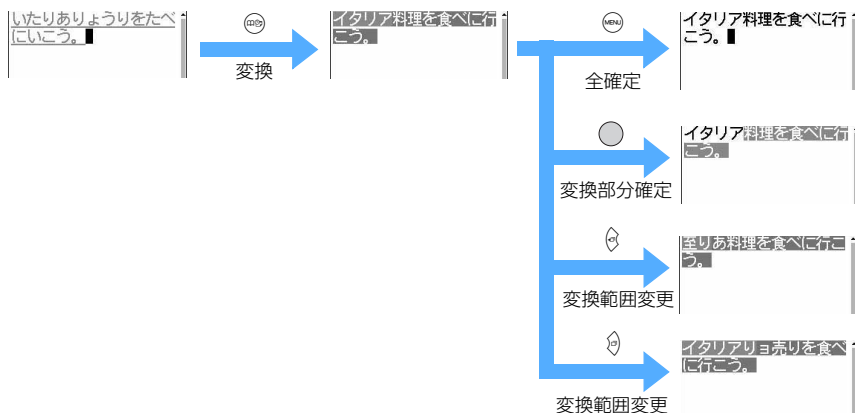 いたりありょうりをたべ
にいこう。
変換
イタリア料理を食べに行
こう。
MENU
全確定
イタリア料理を食べに行
こう。
変換部分確定
イタリア料理を食べに行
こう。
変換範囲変更
至りあ料理を食べに行こ
う。
変換範囲変更
イタリアりョ売りを食べ
に行こう。